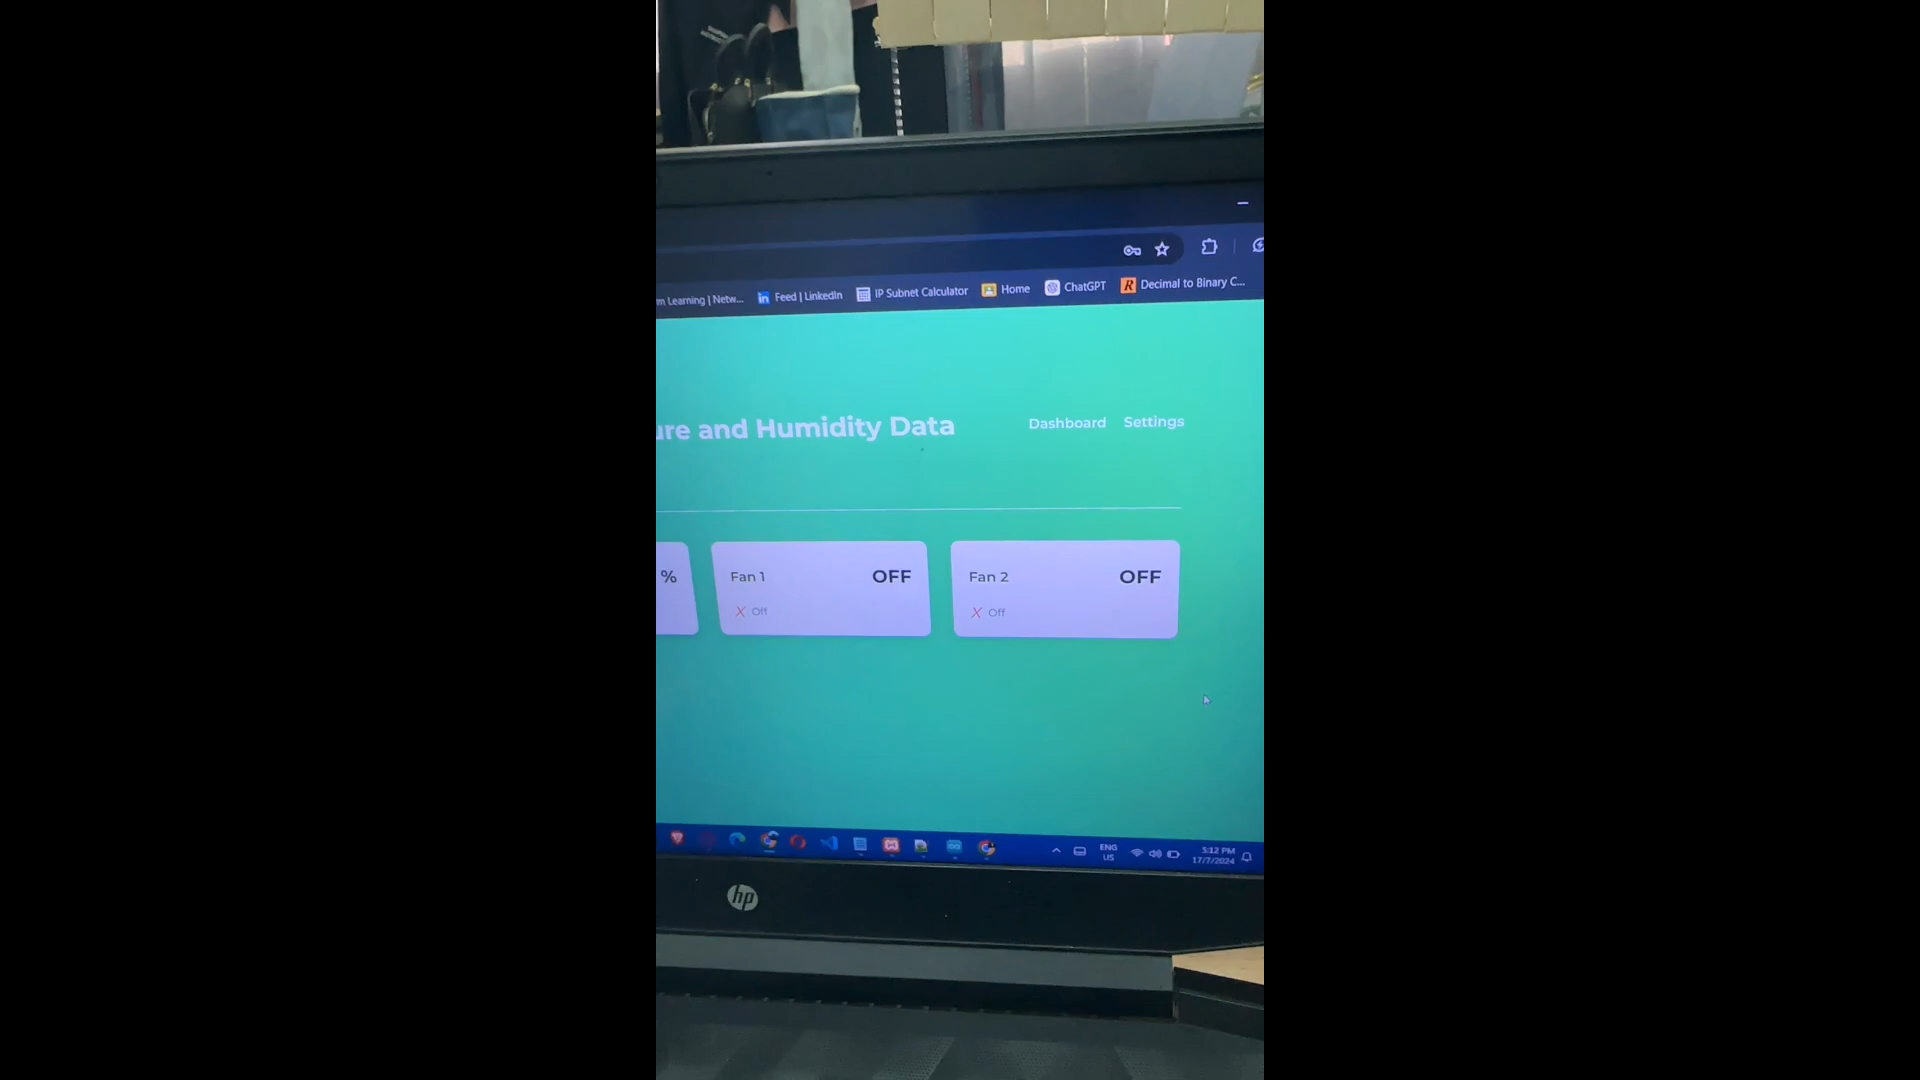 m Learning | Netw...
Feed | LinkedIn
IP Subnet Calculator
Home
ChatGPT
Decimal to Binary C...
ure and Humidity Data
Dashboard
Settings
%
Fan 1
OFF
X Off
Fan 2
OFF
X Off
ENG
US
5:12 PM
17/7/2024
hp